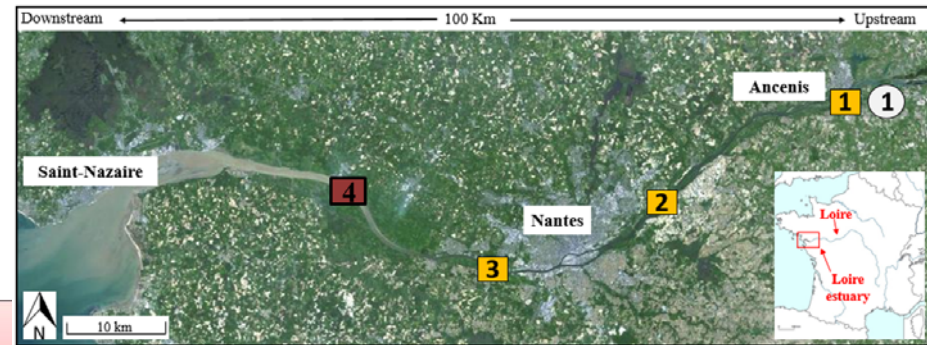 Downstream
100 Km
Upstream
Ancenis
1
1
Saint-Nazaire
4
2
Nantes
Loire
3
Loire
estuary
N
10 km